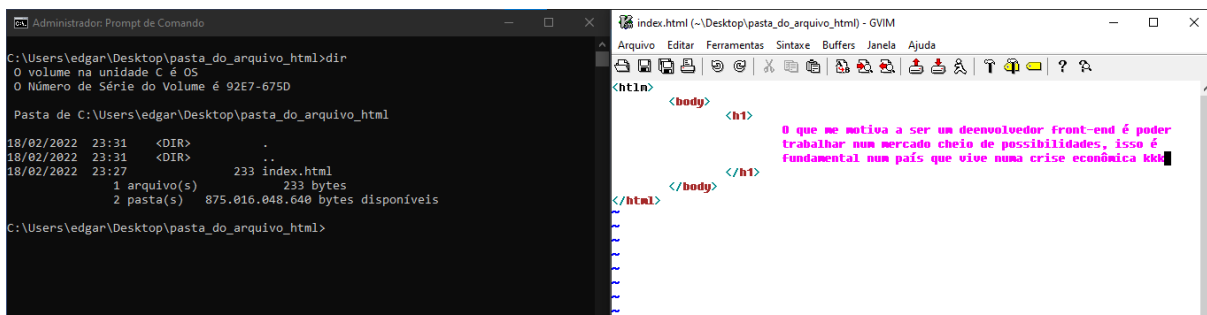 Administrador: Prompt de Comando
C:\Users\edgar\Desktop\pasta_do_arquivo_html>dir
O volume na unidade C é OS
O Número de Série do Volume é 92E7-675D
Pasta de C:\Users\edgar\Desktop\pasta_do_arquivo_html
18/02/2022 23:31 <DIR> .
18/02/2022 23:31 <DIR> ..
18/02/2022 23:27 233 index.html
1 arquivo(s) 233 bytes
2 pasta(s) 875.016.048.640 bytes disponíveis
C:\Users\edgar\Desktop\pasta_do_arquivo_html>
index.html (~\Desktop\pasta_do_arquivo_html) - GVIM
Arquivo Editar Ferramentas Sintaxe Buffers Janela Ajuda
<htlm>
<body>
<h1>
O que me motiva a ser um deenvolvedor front-end é poder
trabalhar num mercado cheio de possibilidades, isso é
fundamental num país que vive numa crise econômica kkk
</h1>
</body>
</html>
~
~
~
~
~
~
~